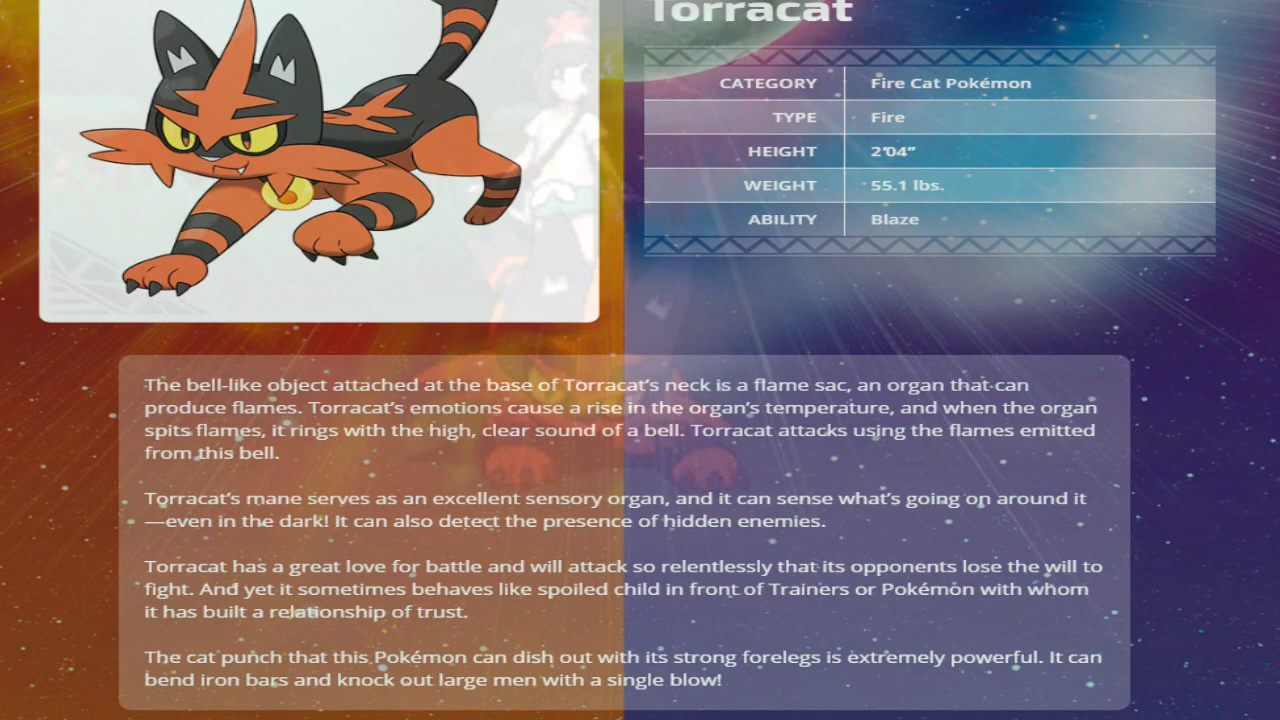 Torracat
CATEGORY Fire Cat Pokémon
TYPE Fire
HEIGHT 2'04"
WEIGHT 55.1 lbs.
ABILITY Blaze
The bell-like object attached at the base of Torracat's neck is a flame sac, an organ that can
produce flames. Torracat's emotions cause a rise in the organ's temperature, and when the organ
spits flames, it rings with the high, clear sound of a bell. Torracat attacks using the flames emitted
from this bell.
Torracat's mane serves as an excellent sensory organ, and it can sense what's going on around it
—even in the dark! It can also detect the presence of hidden enemies.
Torracat has a great love for battle and will attack so relentlessly that its opponents lose the will to
fight. And yet it sometimes behaves like spoiled child in front of Trainers or Pokémon with whom
it has built a relationship of trust.
The cat punch that this Pokémon can dish out with its strong forelegs is extremely powerful. It can
bend iron bars and knock out large men with a single blow!